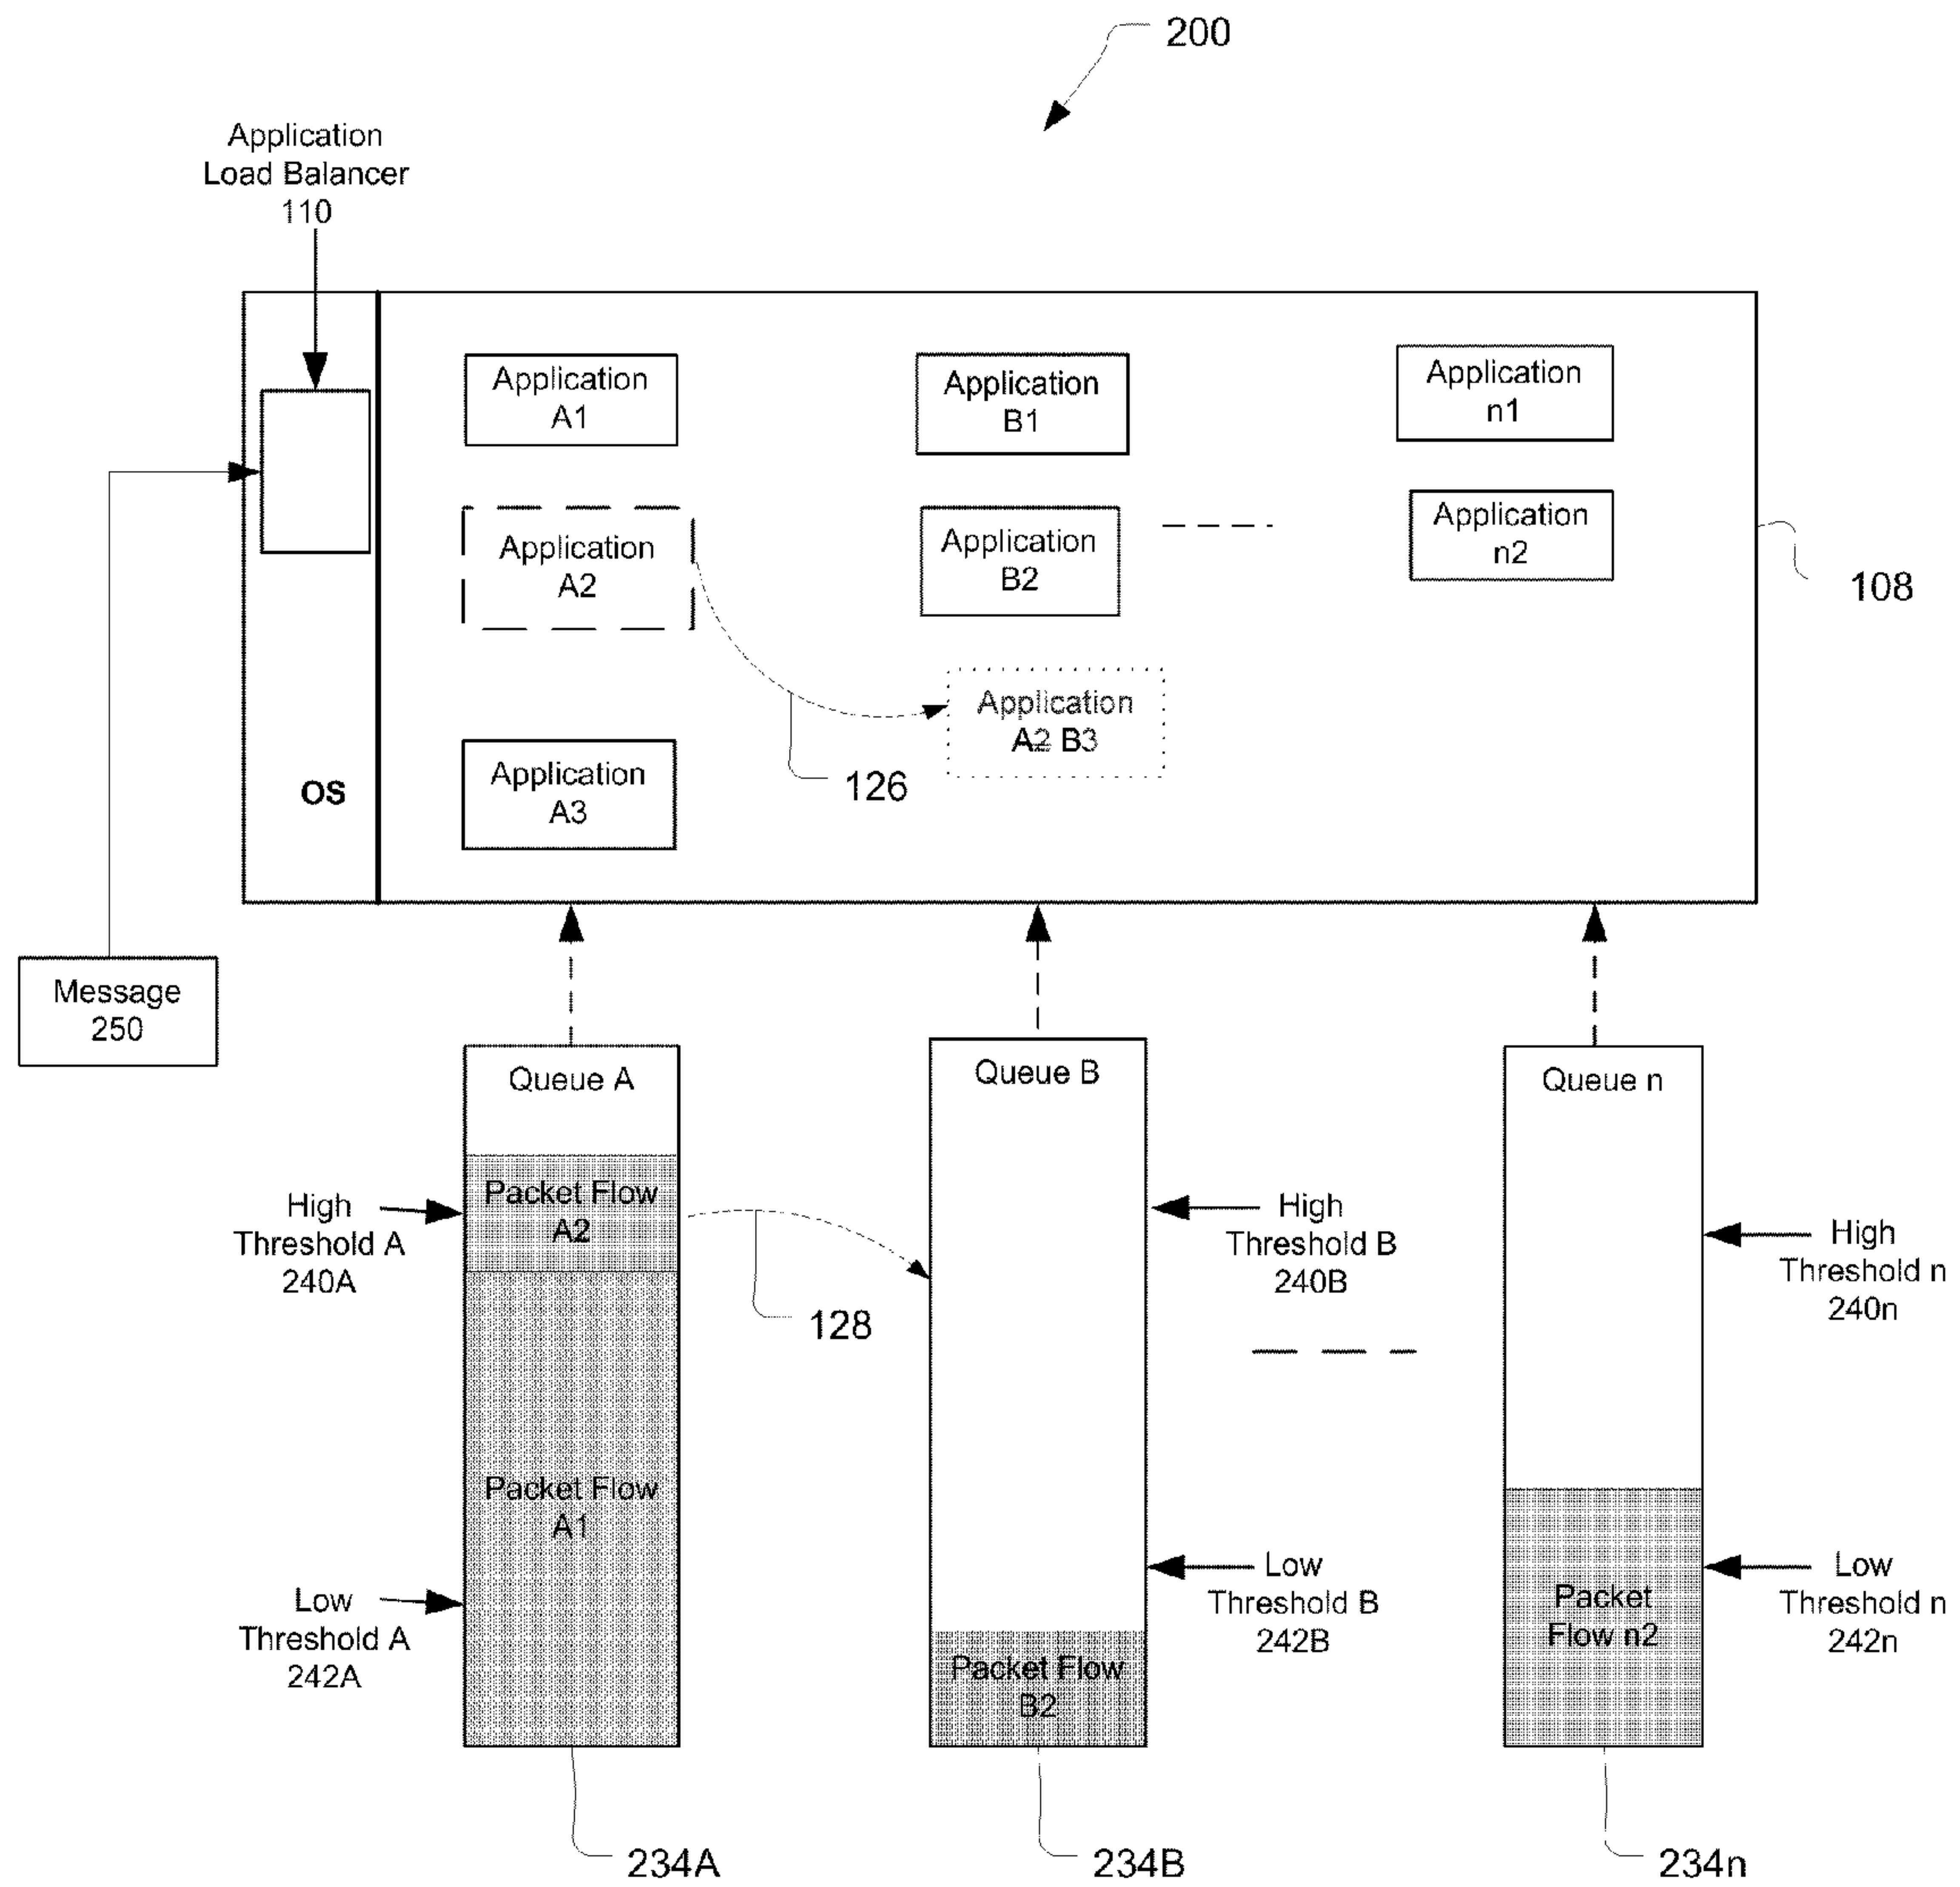 200
Application
Load Balancer
110
Application
A1
Application
B1
Application
n1
Application
A2
Application
B2
Application
n2
108
Application
A2 B3
126
OS
Application
A3
Message
250
Queue A
Queue B
Queue n
Packet Flow
A2
High
Threshold A
240A
High
Threshold B
240B
High
Threshold n
240n
128
Packet Flow
A1
Low
Threshold A
242A
Low
Threshold B
242B
Low
Threshold n
242n
Packet
Flow n2
Packet Flow
B2
234A
234B
234n